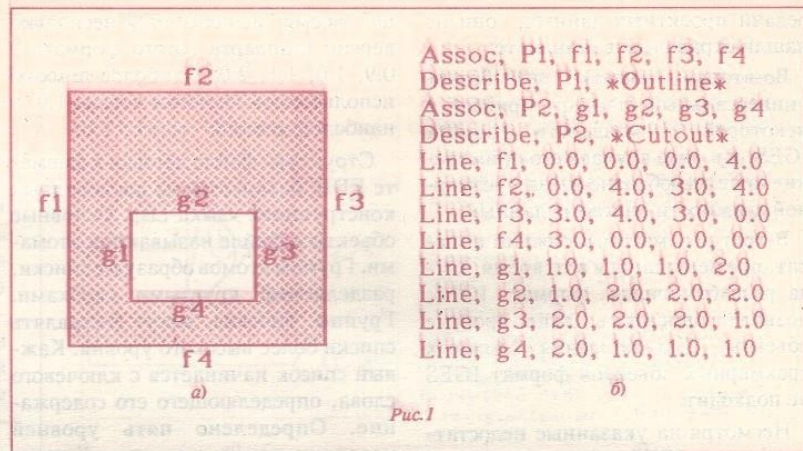 f2
f1
g2
f3
g1
g3
g4
f4
а)
Assoc, P1, f1, f2, f3, f4
Describe, P1, *Outline*
Assoc, P2, g1, g2, g3, g4
Describe, P2, *Cutout*
Line, f1, 0.0, 0.0, 0.0, 4.0
Line, f2, 0.0, 4.0, 3.0, 4.0
Line, f3, 3.0, 4.0, 3.0, 0.0
Line, f4, 3.0, 0.0, 0.0, 0.0
Line, g1, 1.0, 1.0, 1.0, 2.0
Line, g2, 1.0, 2.0, 2.0, 2.0
Line, g3, 2.0, 2.0, 2.0, 1.0
Line, g4, 2.0, 1.0, 1.0, 1.0
б)
Рис.1